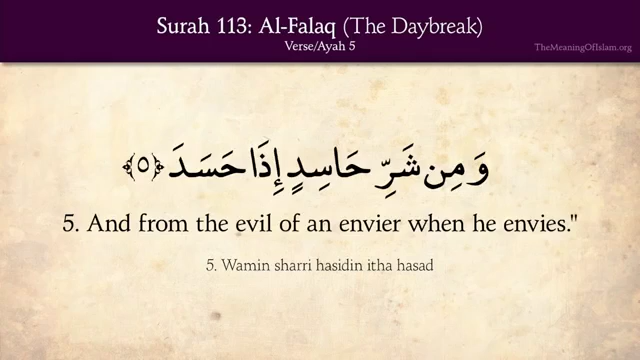 Surah 113: Al-Falaq (The Daybreak)
Verse/Ayah 5
TheMeaningOfIslam.org
وَمِن شَرِّ حَاسِدٍ إِذَا حَسَدَ ﴿٥﴾
5. And from the evil of an envier when he envies."
5. Wamin sharri hasidin itha hasad